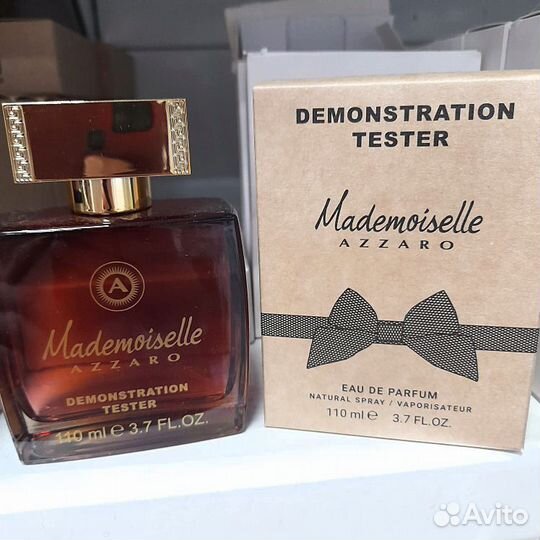 A
Mademoiselle
AZZARO
DEMONSTRATION
TESTER
110 ml e 3.7 FL.OZ.
DEMONSTRATION
TESTER
Mademoiselle
AZZARO
EAU DE PARFUM
NATURAL SPRAY / VAPORISATEUR
110 ml e 3.7 FL.OZ.
Avito